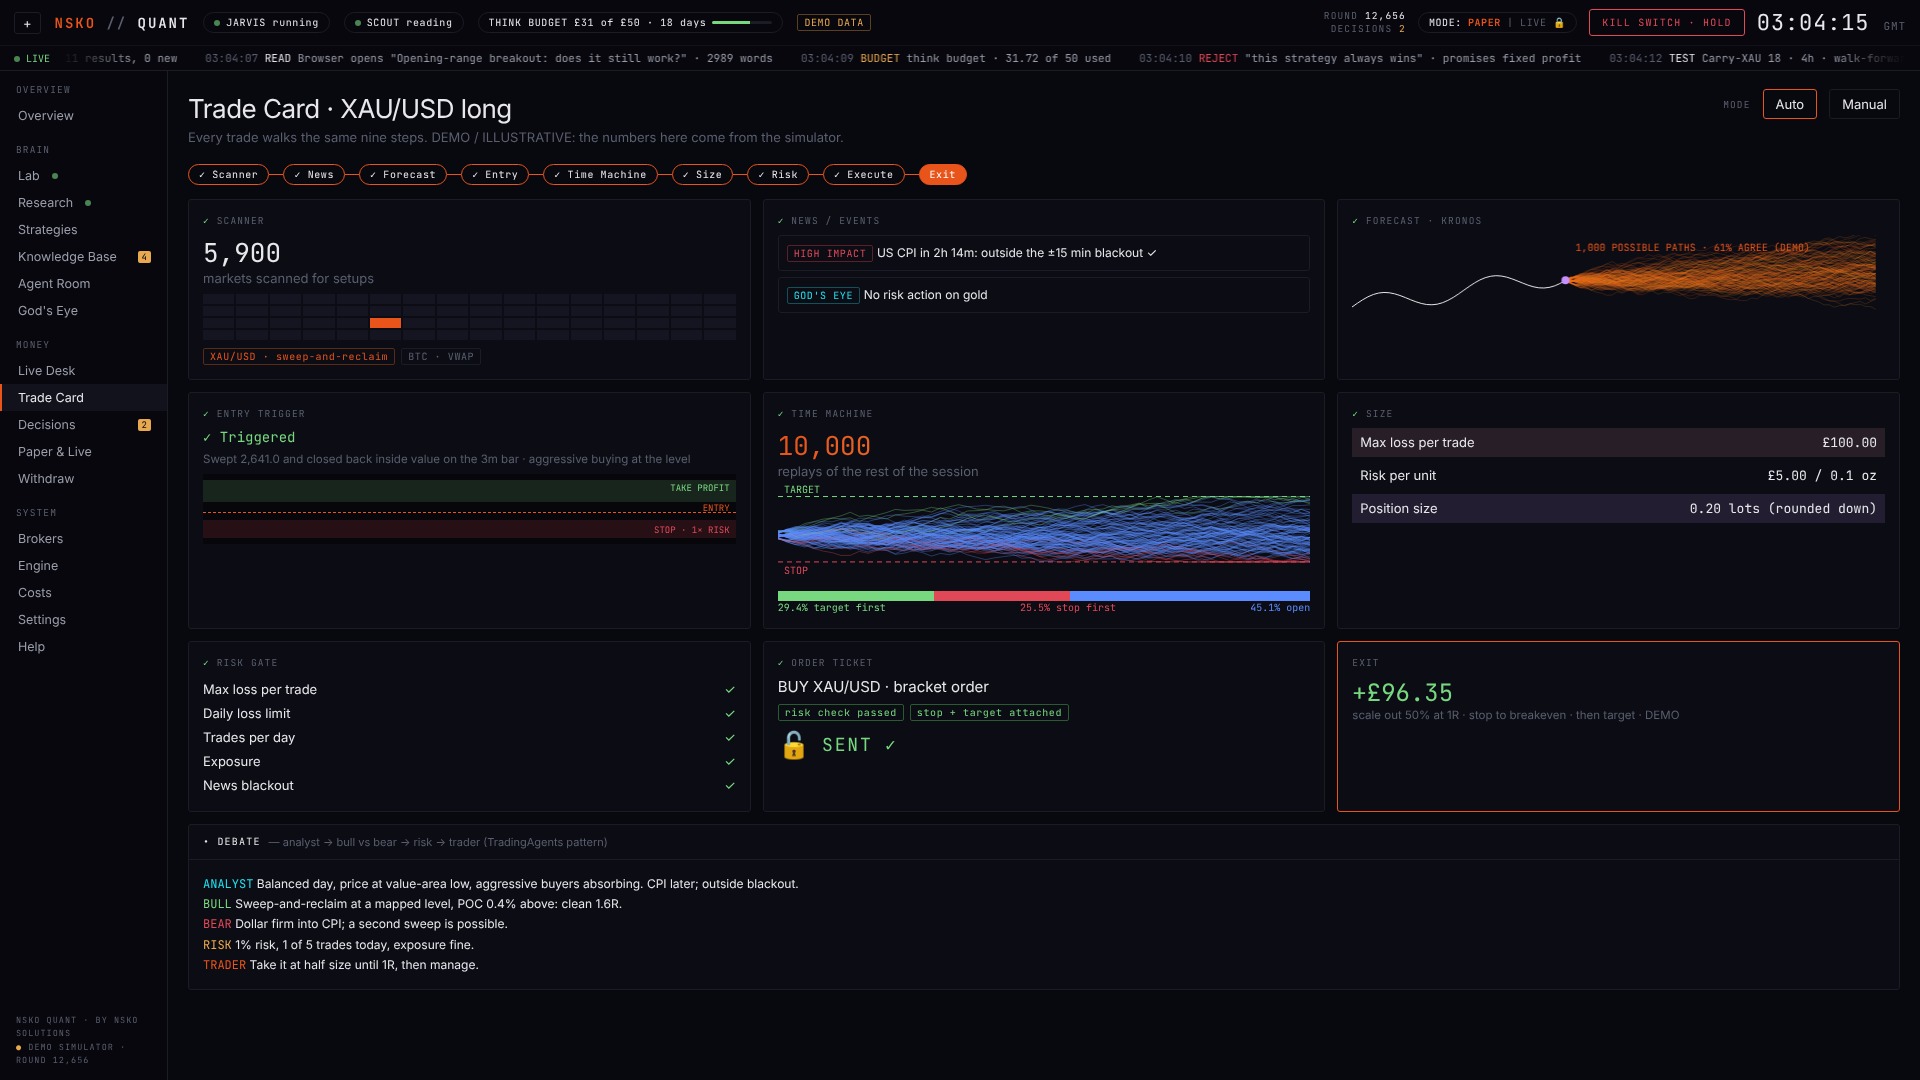 + NSKO // QUANT
JARVIS running
SCOUT reading
THINK BUDGET £31 of £50 · 18 days
DEMO DATA
ROUND 12,656
DECISIONS 2
MODE: PAPER | LIVE 🔒
KILL SWITCH · HOLD
03:04:15 GMT
LIVE
11 results, 0 new
03:04:07 READ Browser opens "Opening-range breakout: does it still work?" · 2989 words
03:04:09 BUDGET think budget · 31.72 of 50 used
03:04:10 REJECT "this strategy always wins" · promises fixed profit
03:04:12 TEST Carry-XAU 18 · 4h · walk-forwa
OVERVIEW
Overview
BRAIN
Lab
Research
Strategies
Knowledge Base 4
Agent Room
God's Eye
MONEY
Live Desk
Trade Card
Decisions 2
Paper & Live
Withdraw
SYSTEM
Brokers
Engine
Costs
Settings
Help
NSKO QUANT · BY NSKO
SOLUTIONS
DEMO SIMULATOR ·
ROUND 12,656
Trade Card · XAU/USD long
MODE Auto Manual
Every trade walks the same nine steps. DEMO / ILLUSTRATIVE: the numbers here come from the simulator.
✓ Scanner
✓ News
✓ Forecast
✓ Entry
✓ Time Machine
✓ Size
✓ Risk
✓ Execute
Exit
✓ SCANNER
5,900
markets scanned for setups
XAU/USD · sweep-and-reclaim
BTC · VWAP
✓ NEWS / EVENTS
HIGH IMPACT US CPI in 2h 14m: outside the ±15 min blackout ✓
GOD'S EYE No risk action on gold
✓ FORECAST · KRONOS
1,000 POSSIBLE PATHS · 61% AGREE (DEMO)
✓ ENTRY TRIGGER
✓ Triggered
Swept 2,641.0 and closed back inside value on the 3m bar · aggressive buying at the level
TAKE PROFIT
ENTRY
STOP · 1× RISK
✓ TIME MACHINE
10,000
replays of the rest of the session
TARGET
STOP
29.4% target first
25.5% stop first
45.1% open
✓ SIZE
Max loss per trade £100.00
Risk per unit £5.00 / 0.1 oz
Position size 0.20 lots (rounded down)
✓ RISK GATE
Max loss per trade ✓
Daily loss limit ✓
Trades per day ✓
Exposure ✓
News blackout ✓
✓ ORDER TICKET
BUY XAU/USD · bracket order
risk check passed
stop + target attached
🔓 SENT ✓
EXIT
+£96.35
scale out 50% at 1R · stop to breakeven · then target · DEMO
• DEBATE — analyst → bull vs bear → risk → trader (TradingAgents pattern)
ANALYST Balanced day, price at value-area low, aggressive buyers absorbing. CPI later; outside blackout.
BULL Sweep-and-reclaim at a mapped level, POC 0.4% above: clean 1.6R.
BEAR Dollar firm into CPI; a second sweep is possible.
RISK 1% risk, 1 of 5 trades today, exposure fine.
TRADER Take it at half size until 1R, then manage.